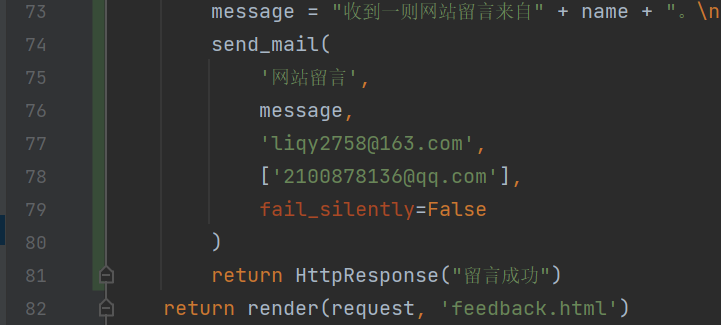 73 message = "收到一则网站留言来自" + name + "。\n
74 send_mail(
75 '网站留言',
76 message,
77 'liqy2758@163.com',
78 ['2100878136@qq.com'],
79 fail_silently=False
80 )
81 return HttpResponse("留言成功")
82 return render(request, 'feedback.html')